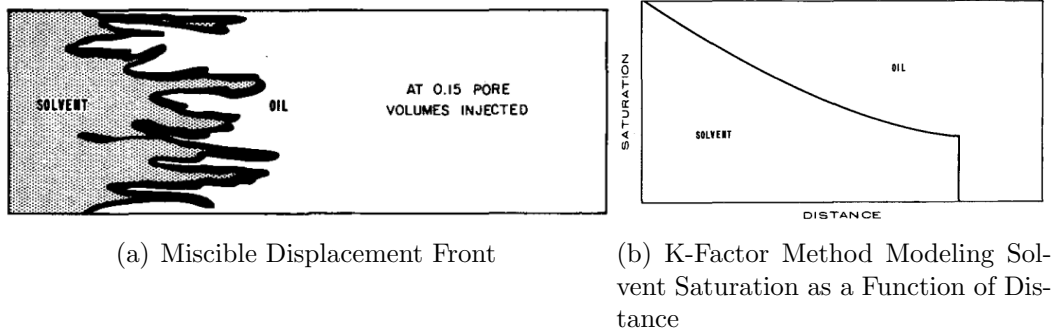 SOLVENT
OIL
AT 0.15 PORE
VOLUMES INJECTED
(a) Miscible Displacement Front
SATURATION
OIL
SOLVENT
DISTANCE
(b) K-Factor Method Modeling Sol-
vent Saturation as a Function of Dis-
tance